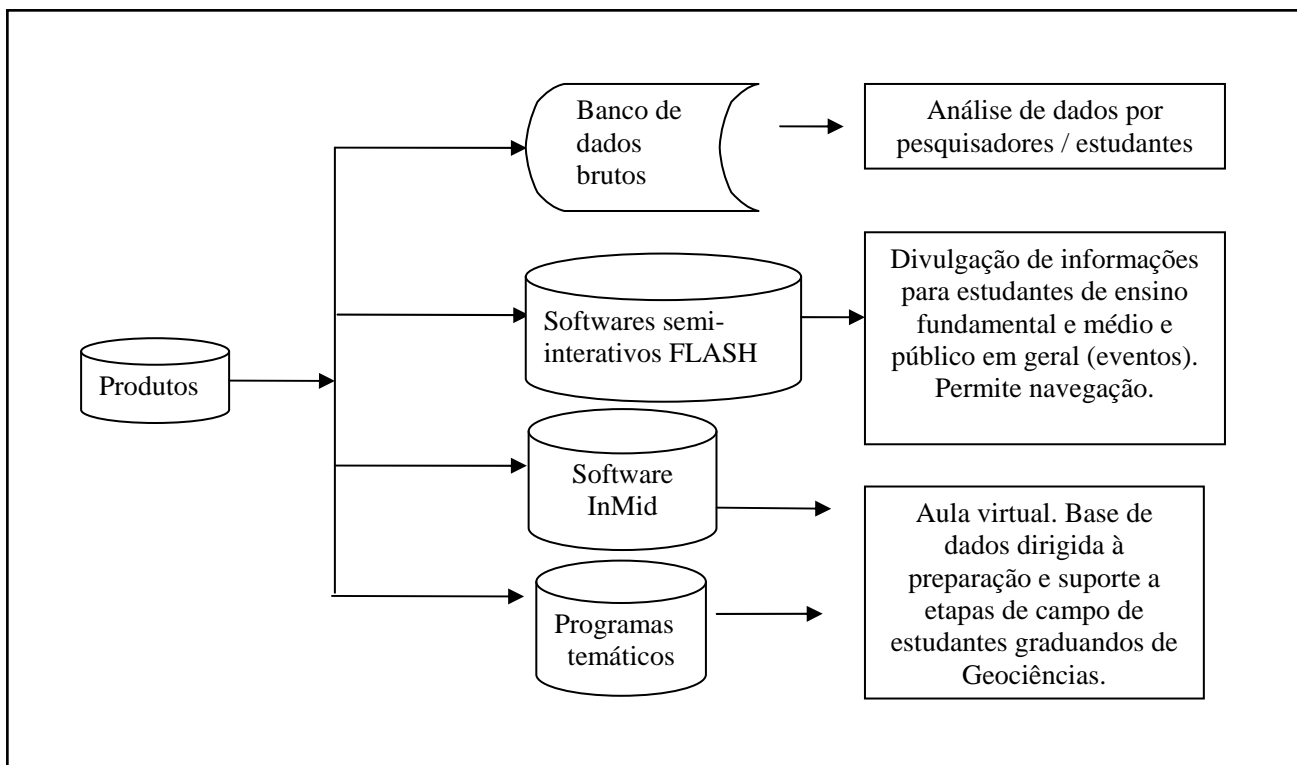 Banco de
dados
brutos
Análise de dados por
pesquisadores / estudantes
Produtos
Softwares semi-
interativos FLASH
Divulgação de informações
para estudantes de ensino
fundamental e médio e
público em geral (eventos).
Permite navegação.
Software
InMid
Programas
temáticos
Aula virtual. Base de
dados dirigida à
preparação e suporte a
etapas de campo de
estudantes graduandos de
Geociências.